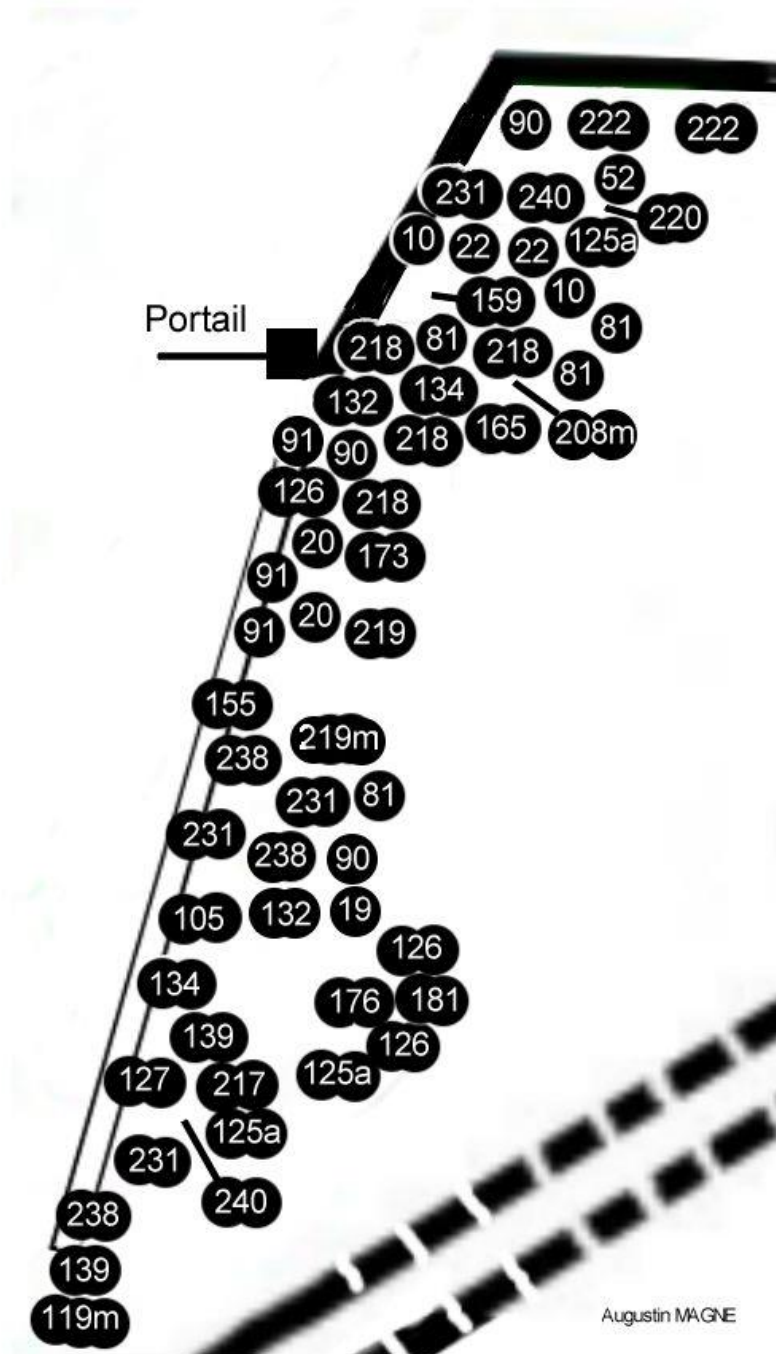 90 222 222
52
231 240 220
10 22 22 125a
159 10
Portail 81
218 81 218
81
132 134
91 90 218 165 208m
126 218
20 173
91
91 20 219
155
238 219m
231 81
231
238 90
105 132 19
126
134 176 181
139 126
127 217 125a
125a
231
238 240
139
119m
Augustin MAGNE